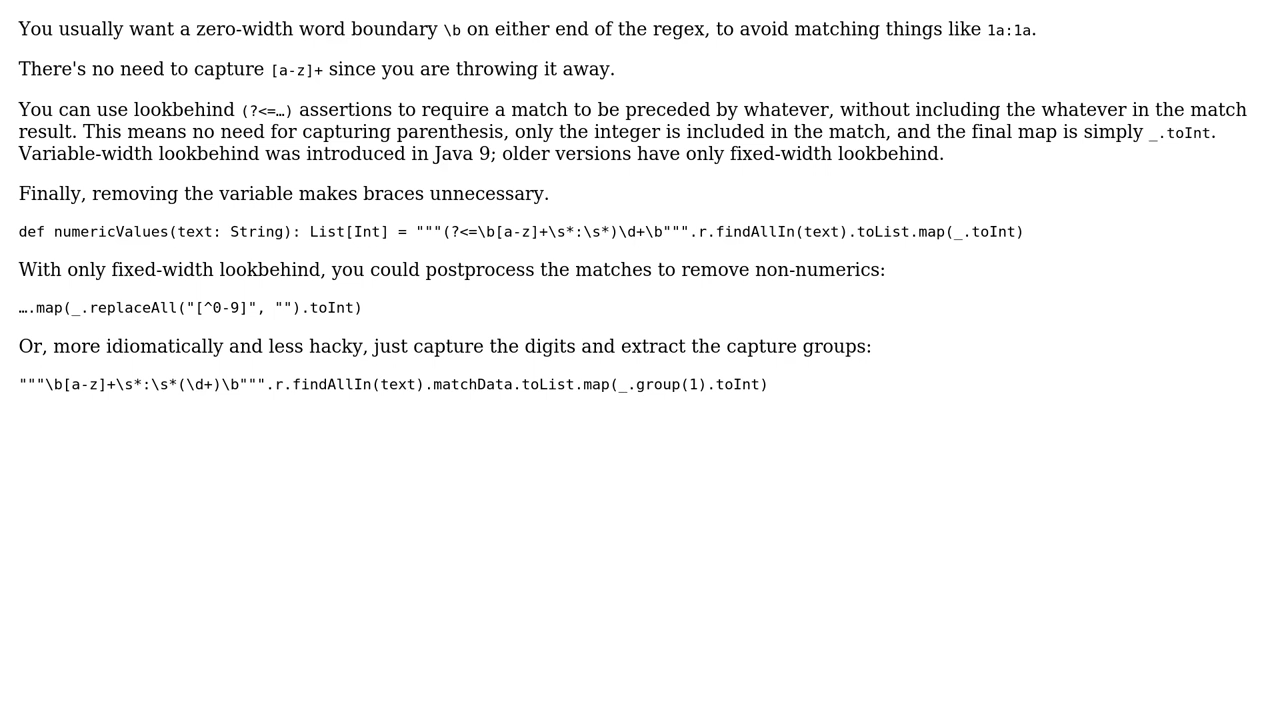 You usually want a zero-width word boundary \b on either end of the regex, to avoid matching things like 1a:1a.
There's no need to capture [a-z]+ since you are throwing it away.
You can use lookbehind (?<=…) assertions to require a match to be preceded by whatever, without including the whatever in the match
result. This means no need for capturing parenthesis, only the integer is included in the match, and the final map is simply _.toInt.
Variable-width lookbehind was introduced in Java 9; older versions have only fixed-width lookbehind.
Finally, removing the variable makes braces unnecessary.
def numericValues(text: String): List[Int] = """(?<=\b[a-z]+\s*:\s*)\d+\b""".r.findAllIn(text).toList.map(_.toInt)
With only fixed-width lookbehind, you could postprocess the matches to remove non-numerics:
….map(_.replaceAll("[^0-9]", "").toInt)
Or, more idiomatically and less hacky, just capture the digits and extract the capture groups:
"""\b[a-z]+\s*:\s*(\d+)\b""".r.findAllIn(text).matchData.toList.map(_.group(1).toInt)